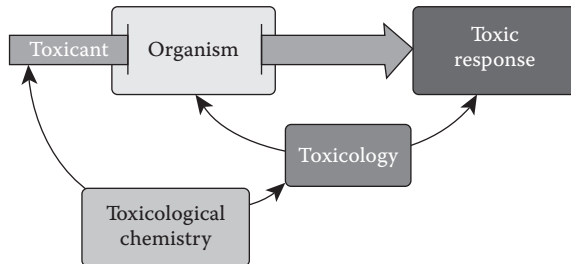 Toxicant
Organism
Toxic
response
Toxicology
Toxicological
chemistry